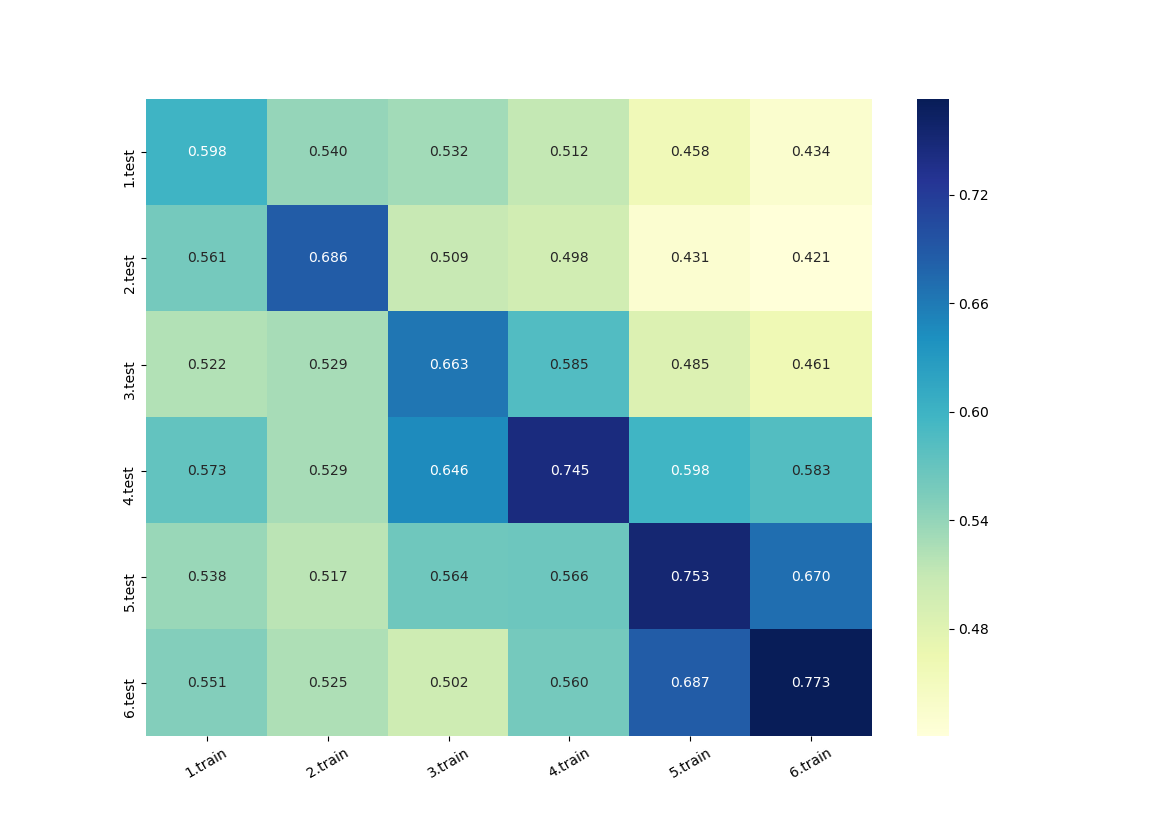 1.test 0.598 0.540 0.532 0.512 0.458 0.434
2.test 0.561 0.686 0.509 0.498 0.431 0.421
3.test 0.522 0.529 0.663 0.585 0.485 0.461
4.test 0.573 0.529 0.646 0.745 0.598 0.583
5.test 0.538 0.517 0.564 0.566 0.753 0.670
6.test 0.551 0.525 0.502 0.560 0.687 0.773
1.train 2.train 3.train 4.train 5.train 6.train
0.72
0.66
0.60
0.54
0.48